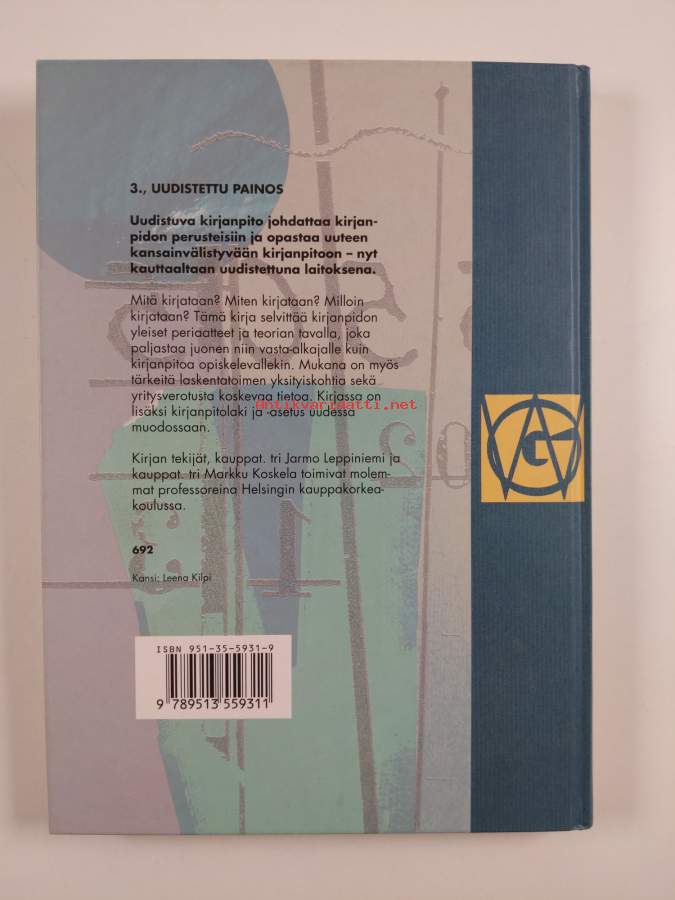 3., UUDISTETTU PAINOS
Uudistuva kirjanpito johdattaa kirjan-
pidon perusteisiin ja opastaa uuteen
kansainvälistyvään kirjanpitoon – nyt
kauttaaltaan uudistettuna laitoksena.
Mitä kirjataan? Miten kirjataan? Milloin
kirjataan? Tämä kirja selvittää kirjanpidon
yleiset periaatteet ja teorian tavalla, joka
paljastaa juonen niin vasta-alkajalle kuin
kirjanpitoa opiskelevallekin. Mukana on myös
tärkeitä laskentatoimen yksityiskohtia sekä
yritysverotusta koskevaa tietoa. Kirjassa on
Antikvariaatti.net
lisäksi kirjanpitolaki ja -asetus uudessa
muodossaan.
Kirjan tekijät, kauppat. tri Jarmo Leppiniemi ja
kauppat. tri Markku Koskela toimivat molem-
mat professoreina Helsingin kauppakorkea-
koulussa.
692
Kansi: Leena Kilpi
ISBN 951-35-5931-9
9 789513 559311